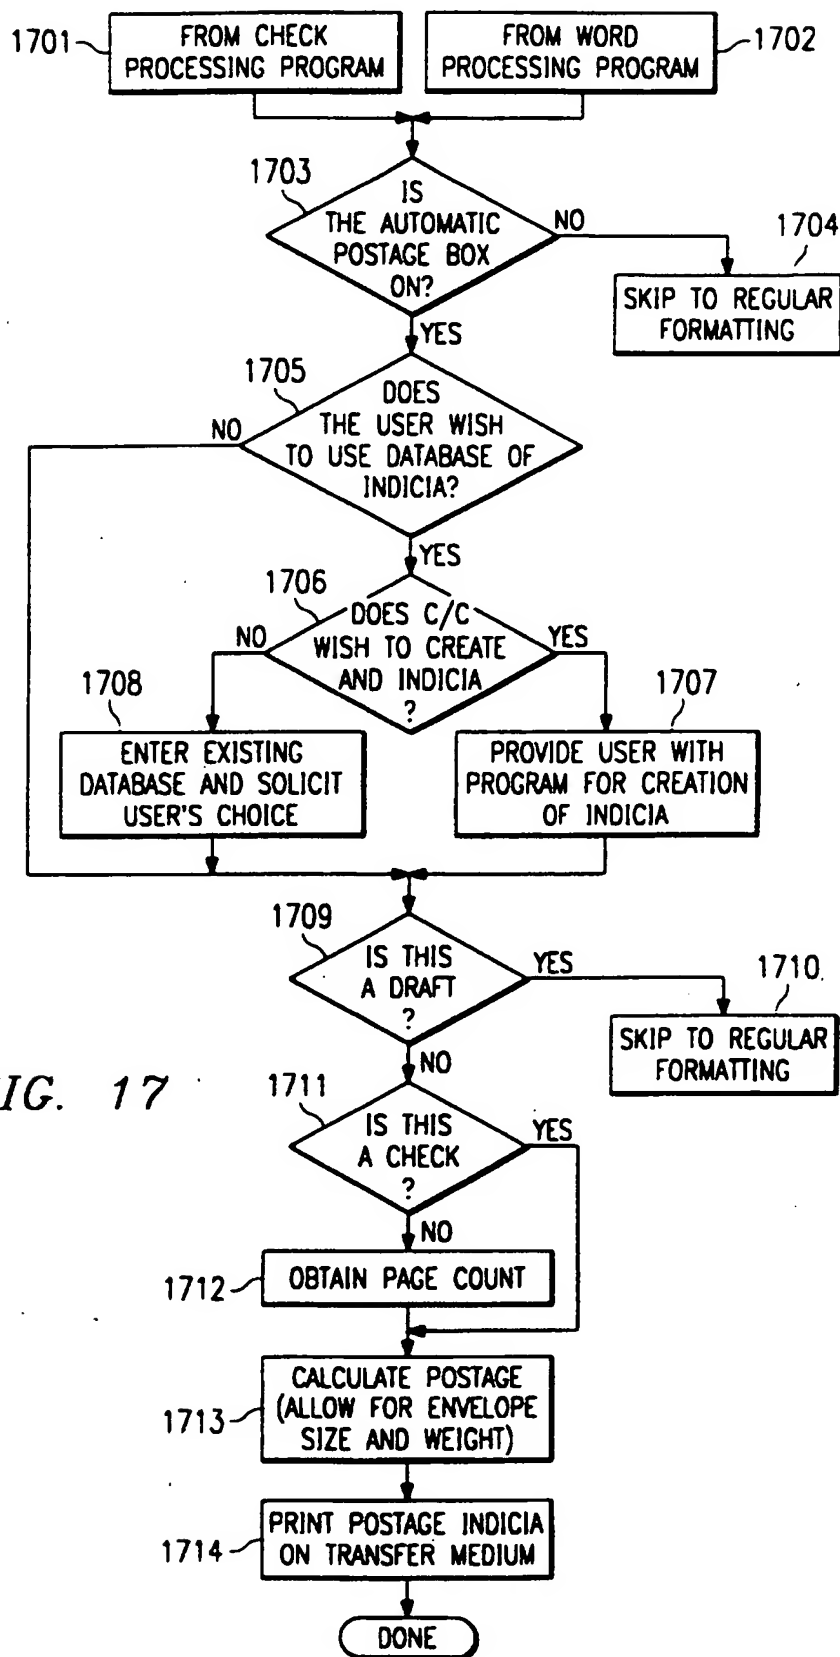 1701
FROM CHECK
PROCESSING PROGRAM
FROM WORD
PROCESSING PROGRAM
1702
1703
IS
THE AUTOMATIC
POSTAGE BOX
ON?
NO
1704
SKIP TO REGULAR
FORMATTING
YES
1705
DOES
THE USER WISH
TO USE DATABASE OF
INDICIA?
NO
YES
1706
DOES C/C
WISH TO CREATE
AND INDICIA
?
NO
YES
1708
ENTER EXISTING
DATABASE AND SOLICIT
USER'S CHOICE
1707
PROVIDE USER WITH
PROGRAM FOR CREATION
OF INDICIA
1709
IS THIS
A DRAFT
?
YES
1710
SKIP TO REGULAR
FORMATTING
NO
IG. 17
1711
IS THIS
A CHECK
?
YES
NO
1712
OBTAIN PAGE COUNT
1713
CALCULATE POSTAGE
(ALLOW FOR ENVELOPE
SIZE AND WEIGHT)
1714
PRINT POSTAGE INDICIA
ON TRANSFER MEDIUM
DONE